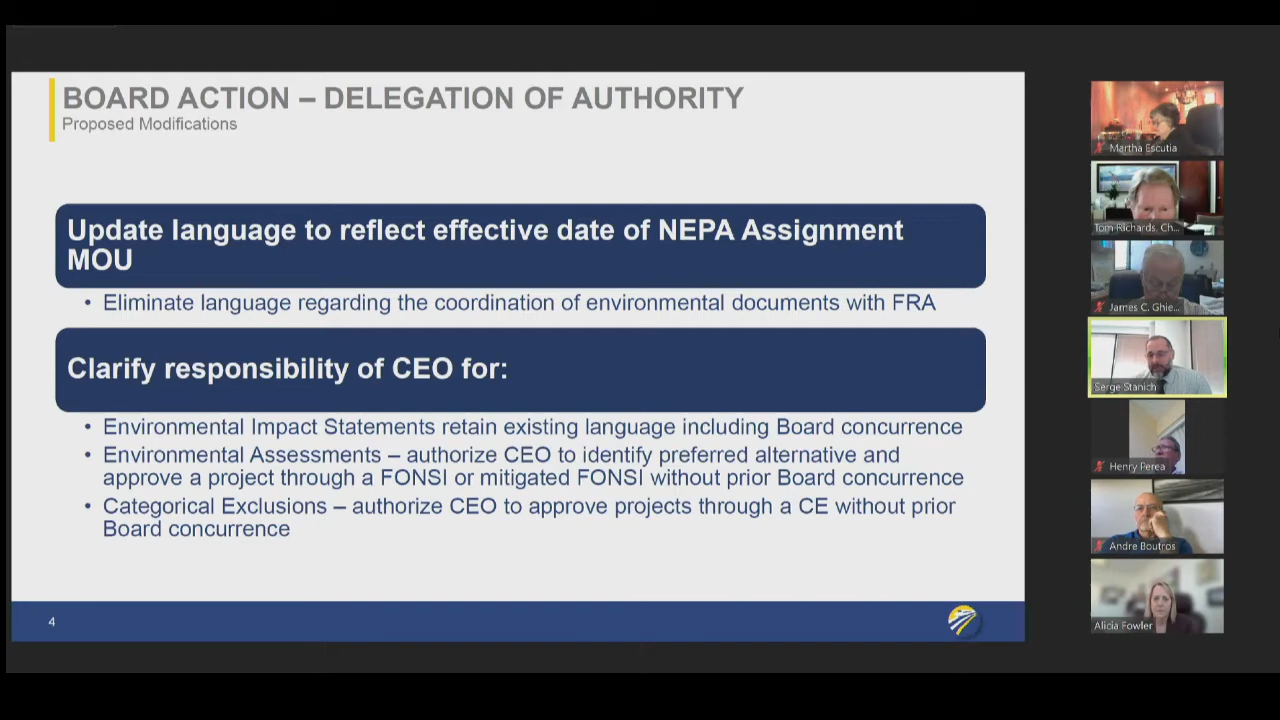 BOARD ACTION – DELEGATION OF AUTHORITY
Proposed Modifications
Update language to reflect effective date of NEPA Assignment
MOU
• Eliminate language regarding the coordination of environmental documents with FRA
Clarify responsibility of CEO for:
• Environmental Impact Statements retain existing language including Board concurrence
• Environmental Assessments – authorize CEO to identify preferred alternative and
approve a project through a FONSI or mitigated FONSI without prior Board concurrence
• Categorical Exclusions – authorize CEO to approve projects through a CE without prior
Board concurrence
4
Martha Escutia
Tom Richards, Ch...
James C. Ghie...
Serge Stanich
Henry Perea
Andre Boutros
Alicia Fowler